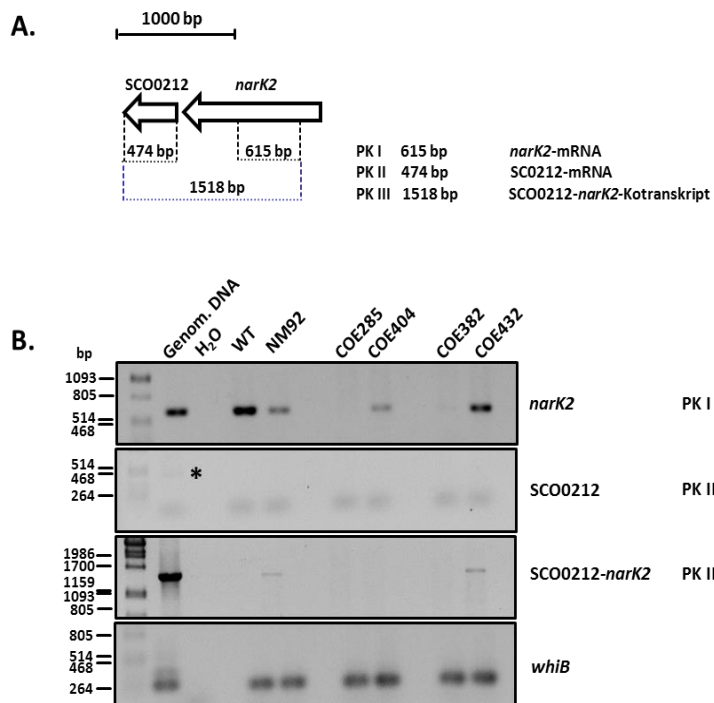 A.
1000 bp
SCO0212 narK2
474 bp 615 bp
1518 bp
PK I 615 bp narK2-mRNA
PK II 474 bp SC0212-mRNA
PK III 1518 bp SCO0212-narK2-Kotranskript
B.
bp
Genom. DNA
H2O
WT
NM92
COE285
COE404
COE382
COE432
1093
805
514
468
narK2 PK I
514
468
264
*
SCO0212 PK II
1986
1700
1159
1093
805
SCO0212-narK2 PK II
805
514
468
264
whiB